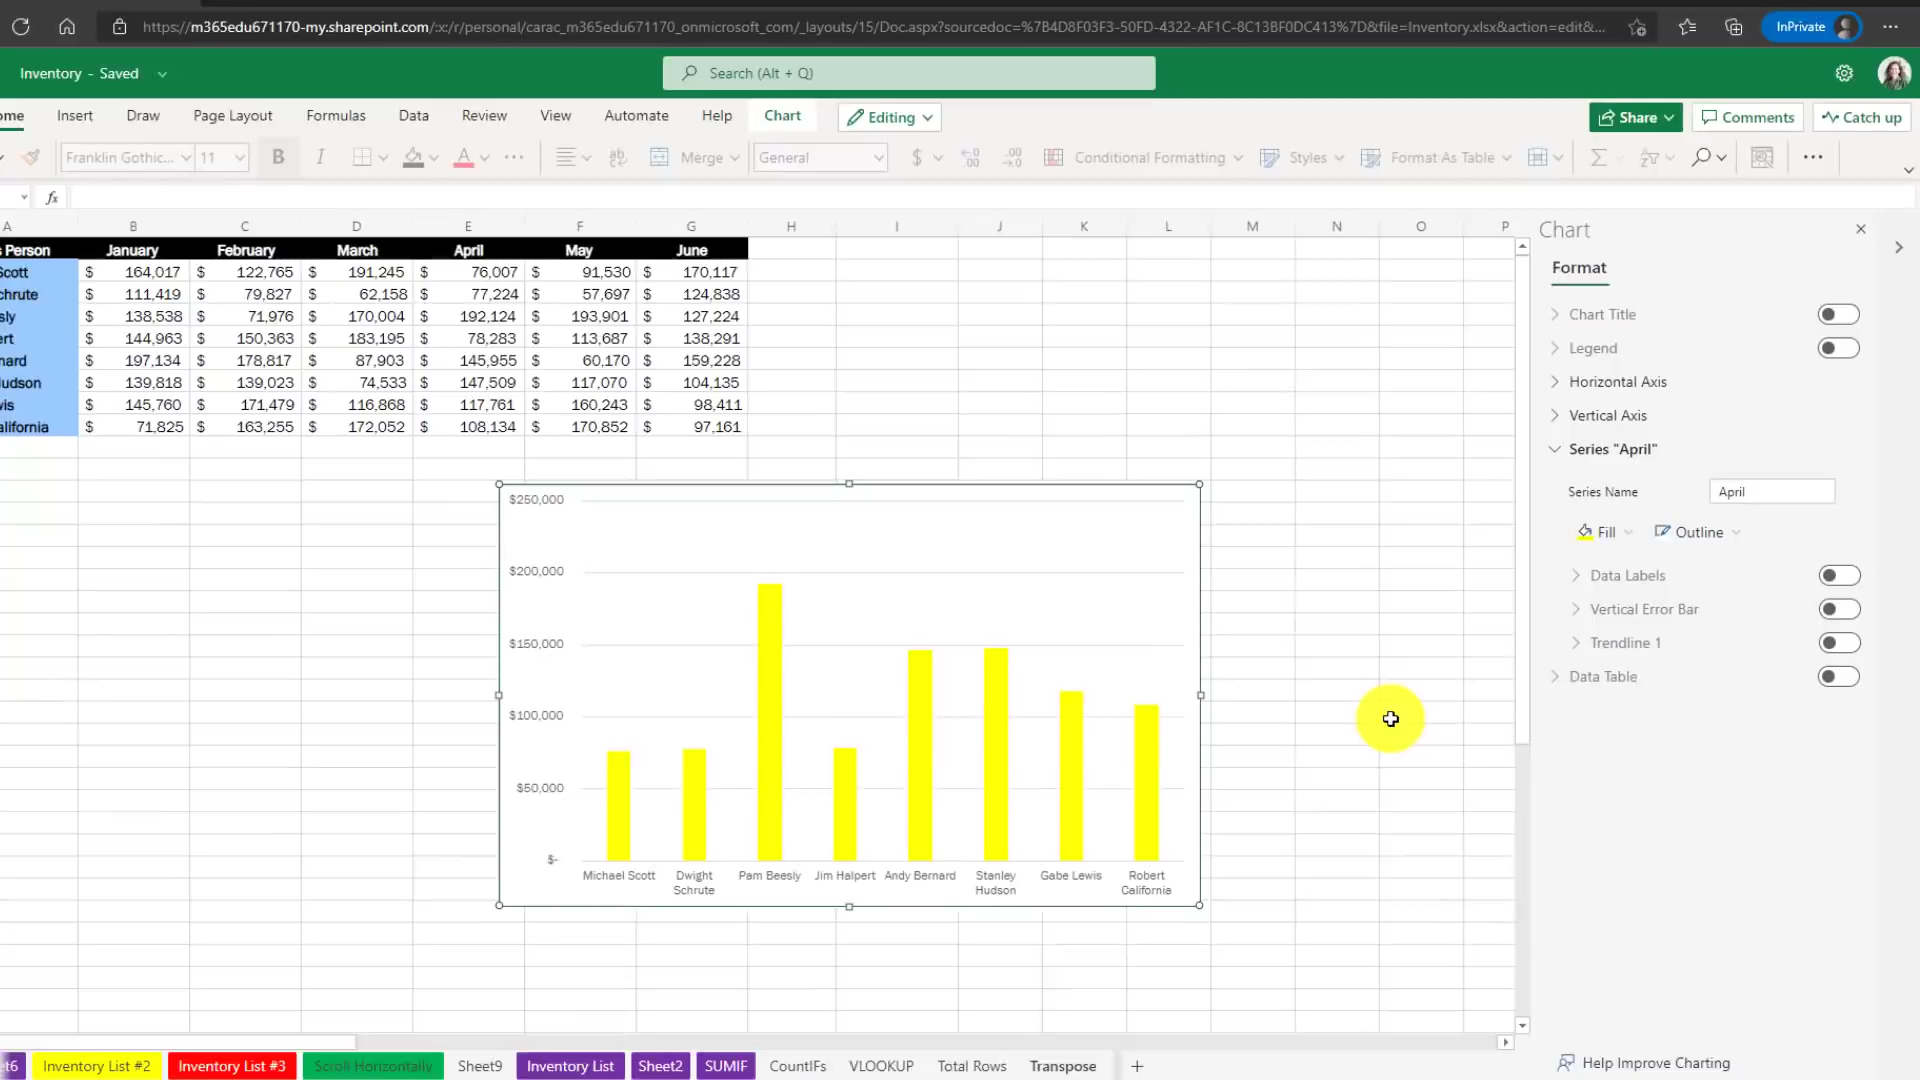 https://m365edu671170-my.sharepoint.com/:x:/r/personal/carac_m365edu671170_onmicrosoft_com/_layouts/15/Doc.aspx?sourcedoc=%7B4D8F03F3-50FD-4322-AF1C-8C13BF0DC413%7D&file=Inventory.xlsx&action=edit&... InPrivate
Inventory - Saved Search (Alt + Q)
ome Insert Draw Page Layout Formulas Data Review View Automate Help Chart Editing Share Comments Catch up
Franklin Gothic... 11 B I Merge General $ Conditional Formatting Styles Format As Table
fx
A B C D E F G H I J K L M N O P
s Person January February March April May June
Scott $ 164,017 $ 122,765 $ 191,245 $ 76,007 $ 91,530 $ 170,117
chrute $ 111,419 $ 79,827 $ 62,158 $ 77,224 $ 57,697 $ 124,838
sly $ 138,538 $ 71,976 $ 170,004 $ 192,124 $ 193,901 $ 127,224
ert $ 144,963 $ 150,363 $ 183,195 $ 78,283 $ 113,687 $ 138,291
nard $ 197,134 $ 178,817 $ 87,903 $ 145,955 $ 60,170 $ 159,228
Hudson $ 139,818 $ 139,023 $ 74,533 $ 147,509 $ 117,070 $ 104,135
wis $ 145,760 $ 171,479 $ 116,868 $ 117,761 $ 160,243 $ 98,411
alifornia $ 71,825 $ 163,255 $ 172,052 $ 108,134 $ 170,852 $ 97,161
$250,000
$200,000
$150,000
$100,000
$50,000
$-
Michael Scott Dwight Schrute Pam Beesly Jim Halpert Andy Bernard Stanley Hudson Gabe Lewis Robert California
Chart
Format
Chart Title
Legend
Horizontal Axis
Vertical Axis
Series "April"
Series Name April
Fill Outline
Data Labels
Vertical Error Bar
Trendline 1
Data Table
Help Improve Charting
et6 Inventory List #2 Inventory List #3 Scroll Horizontally Sheet9 Inventory List Sheet2 SUMIF CountIFs VLOOKUP Total Rows Transpose +